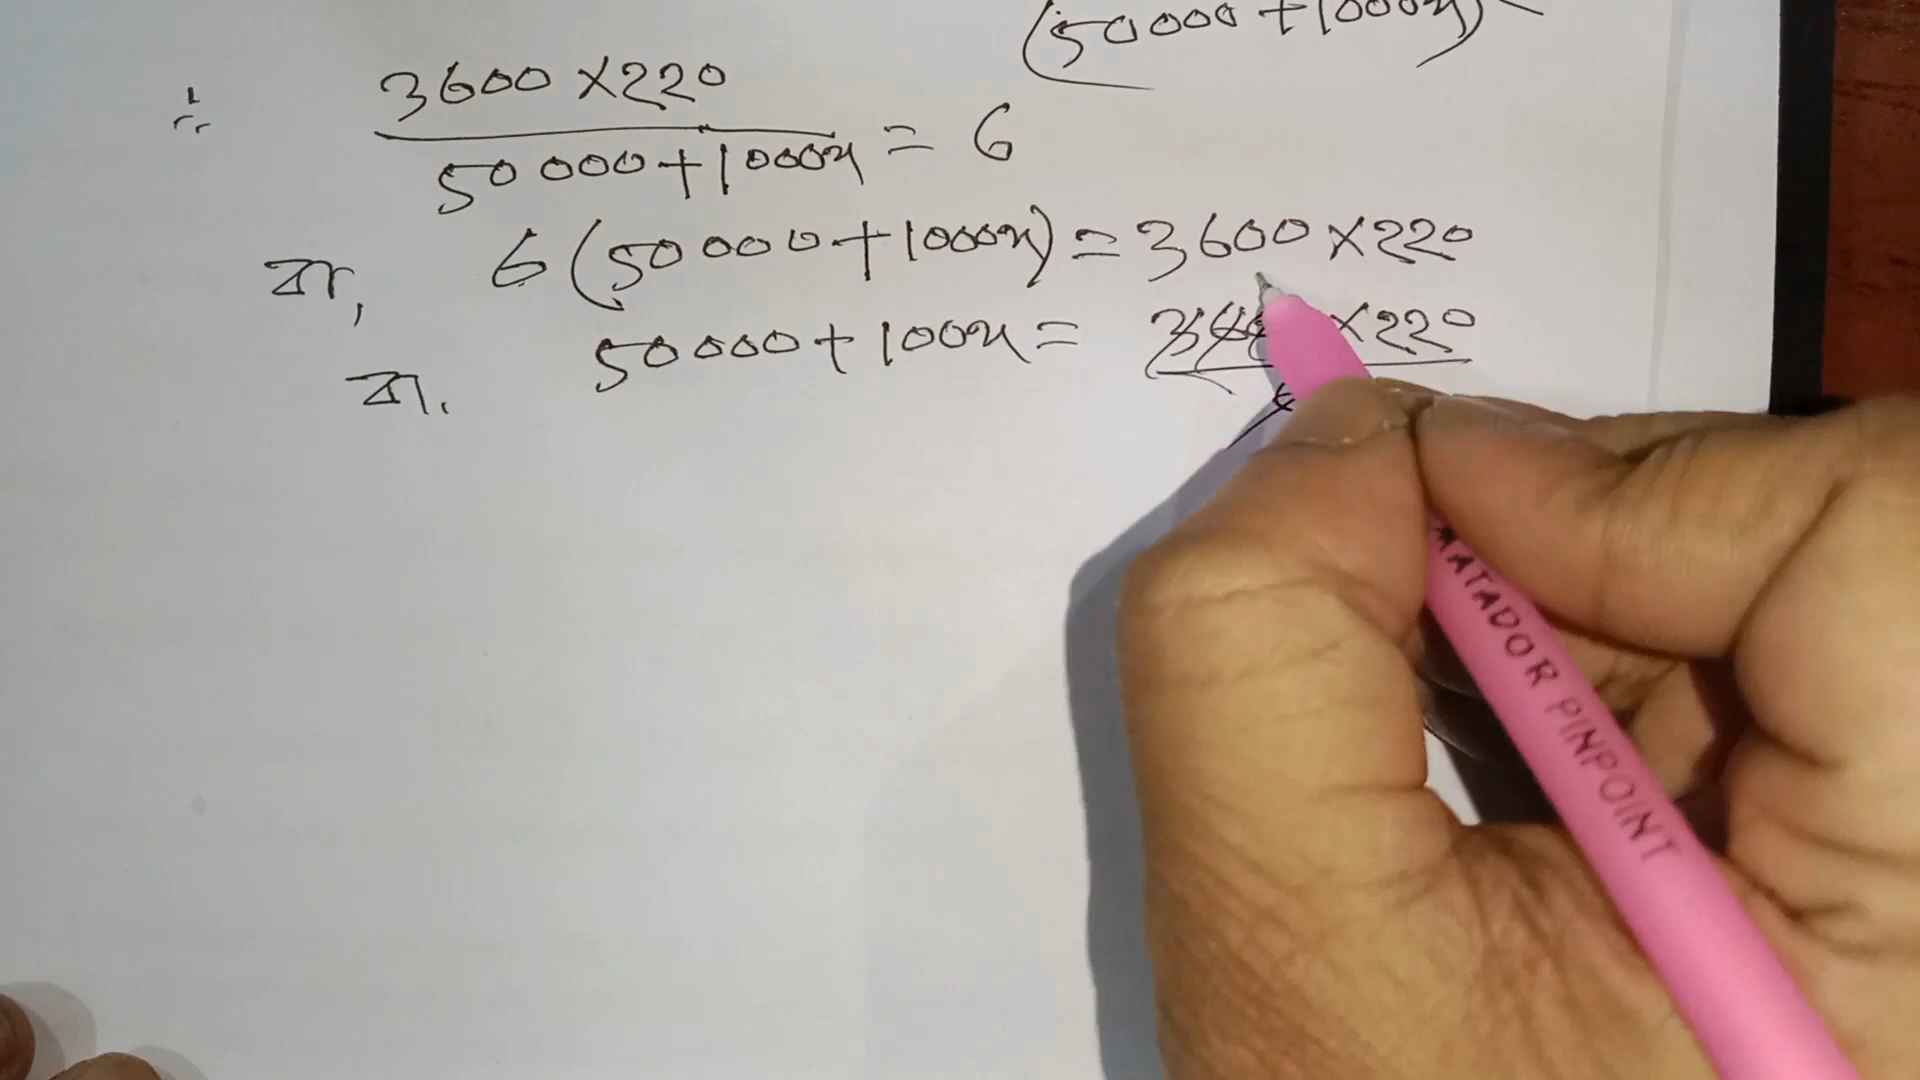 (50000+1000x)
∴ 3600×220 / 50000+1000x = 6
বা, 6(50000+1000x)=3600×220
বা, 50000+100x= ×220
MATADOR PINPOINT